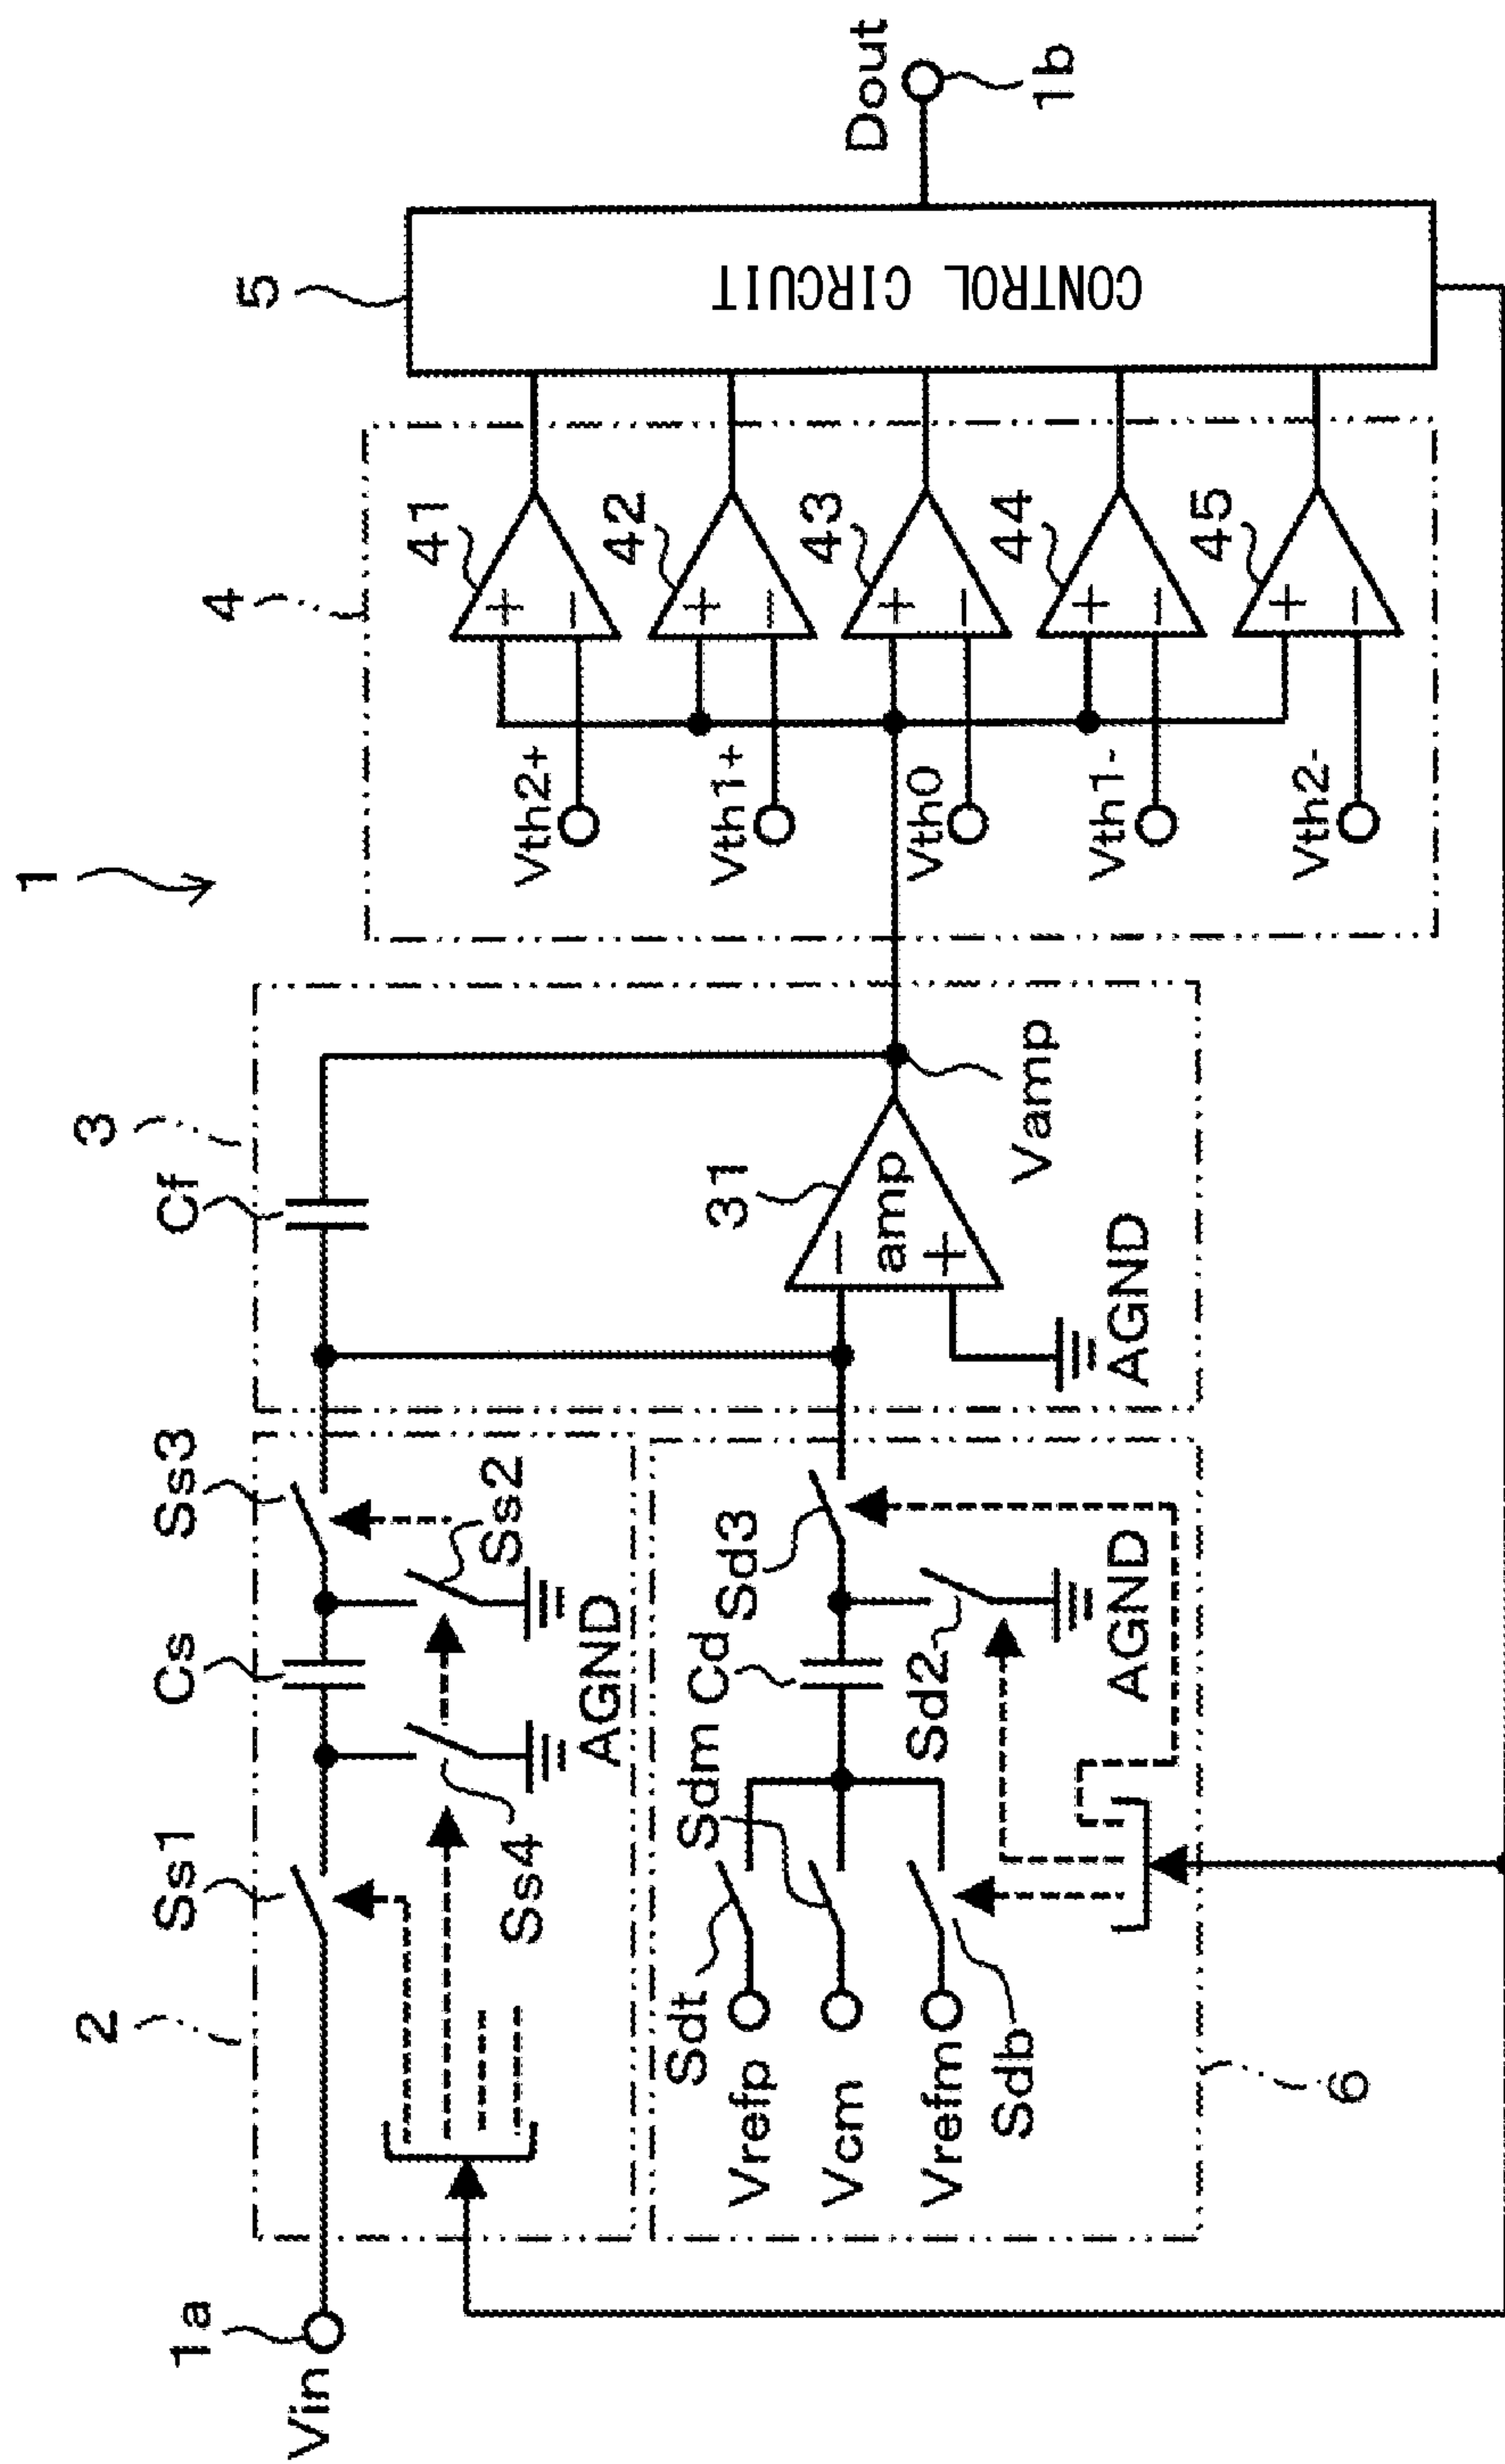 1
2
3
4
5
Ss1
Cs
Ss3
Cf
1a
Vin
Ss4
Ss2
AGND
41
42
43
44
45
+
−
+
−
+
−
+
−
+
−
Vth2+
Vth1+
Vth0
Vth1-
Vth2-
CONTROL CIRCUIT
Dout
1b
31
−
amp
+
Vamp
AGND
Sdt
Sdm
Cd
Sd3
Vrefp
Vcm
Vrefm
Sdb
Sd2
AGND
6